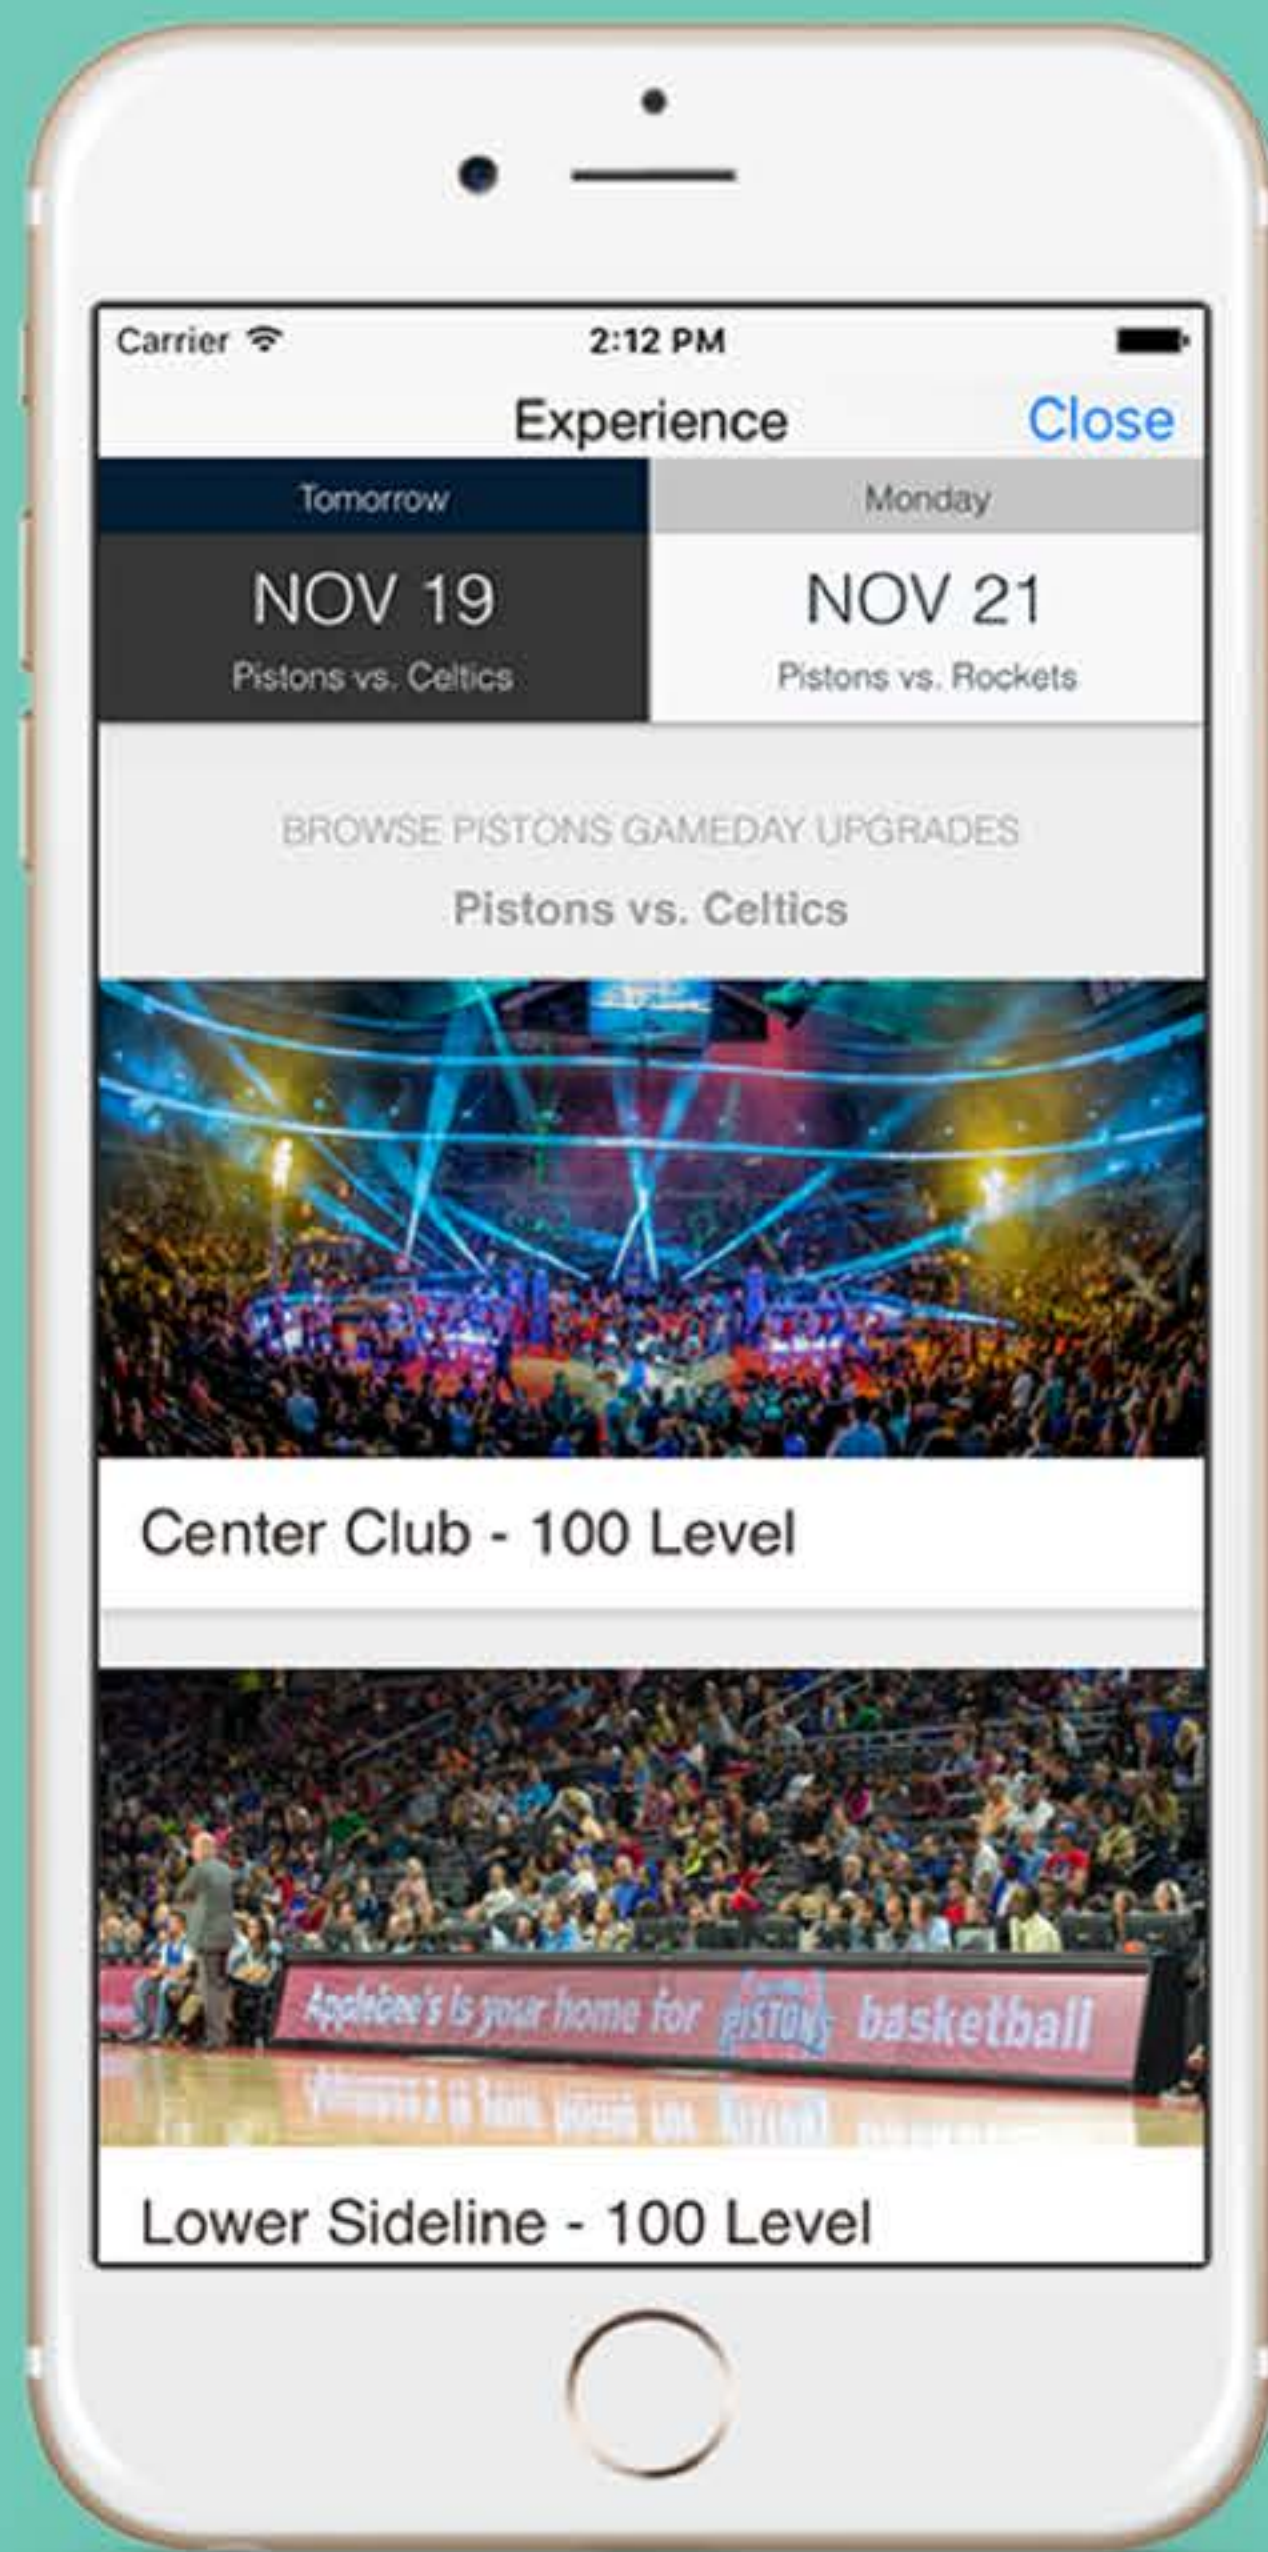 Carrier
2:12 PM
Experience
Close
Tomorrow
NOV 19
Pistons vs. Celtics
Monday
NOV 21
Pistons vs. Rockets
BROWSE PISTONS GAMEDAY UPGRADES
Pistons vs. Celtics
Center Club - 100 Level
Applebee's is your home for PISTONS basketball
Lower Sideline - 100 Level